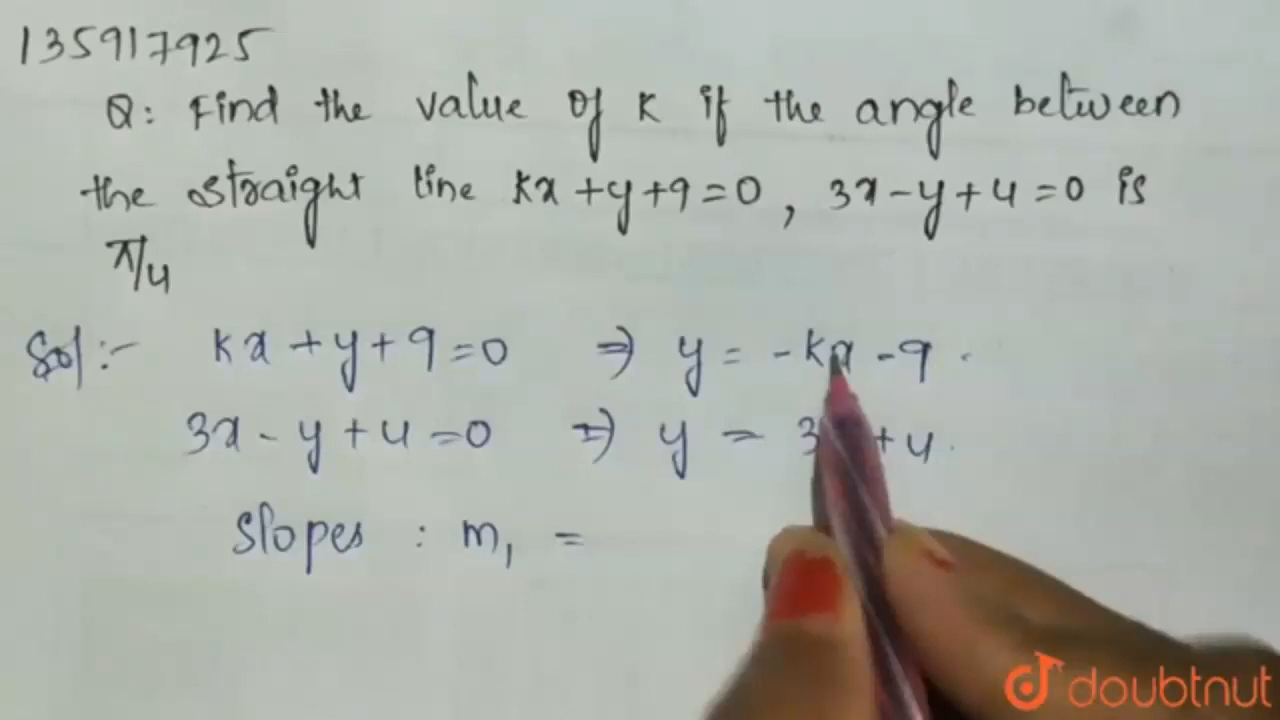 135917925
Q: Find the value of K if the angle between
the straight line Kx+y+9=0, 3x-y+4=0 is
π/4
Sol:- Kx+y+9=0 ⇒ y = -Kx-9.
3x-y+4=0 ⇒ y = 3 +4.
Slopes : m₁ =
doubtnut